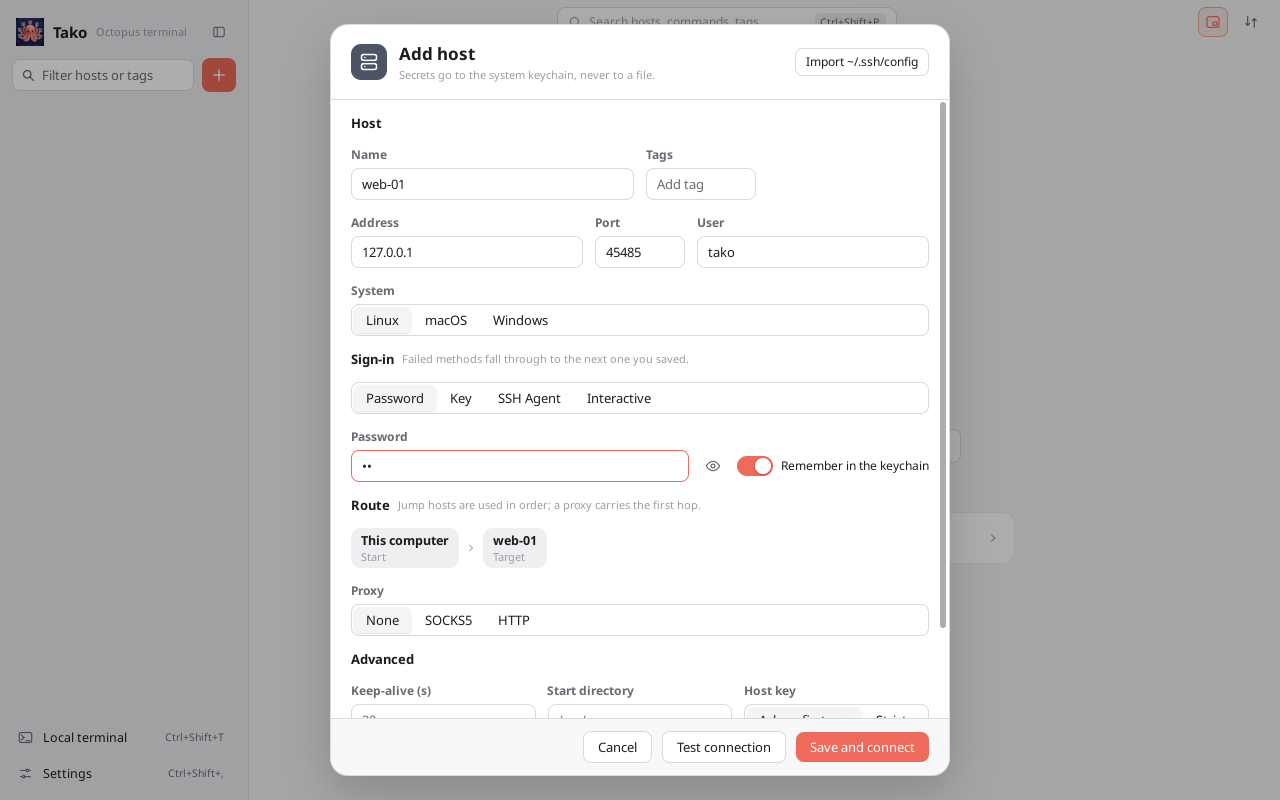 Tako Octopus terminal
Search hosts, commands, tags Ctrl+Shift+P
Filter hosts or tags
Add host
Secrets go to the system keychain, never to a file.
Import ~/.ssh/config
Host
Name Tags
web-01 Add tag
Address Port User
127.0.0.1 45485 tako
System
Linux macOS Windows
Sign-in Failed methods fall through to the next one you saved.
Password Key SSH Agent Interactive
Password
•• Remember in the keychain
Route Jump hosts are used in order; a proxy carries the first hop.
This computer web-01
Start Target
Proxy
None SOCKS5 HTTP
Advanced
Keep-alive (s) Start directory Host key
Cancel Test connection Save and connect
Local terminal Ctrl+Shift+T
Settings Ctrl+Shift+,